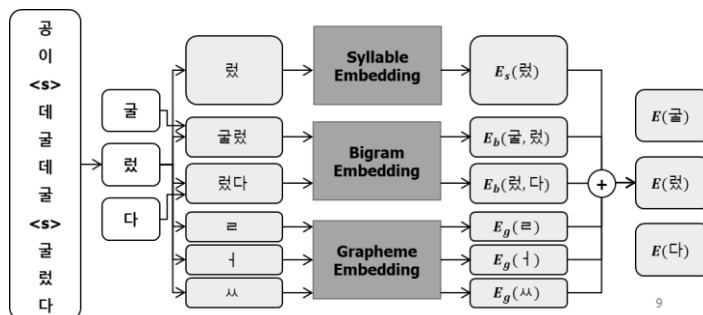 공
이
<s>
데
굴
데
굴
<s>
굴
렀
다
굴
렀
다
렀
굴렀
렀다
ㄹ
ㅓ
ㅆ
Syllable
Embedding
Bigram
Embedding
Grapheme
Embedding
E_s(렀)
E_b(굴, 렀)
E_b(렀, 다)
E_g(ㄹ)
E_g(ㅓ)
E_g(ㅆ)
+
E(굴)
E(렀)
E(다)
9